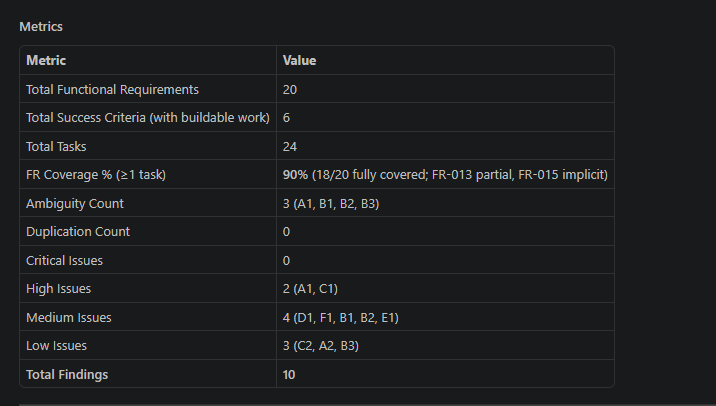 Metrics
Metric Value
Total Functional Requirements 20
Total Success Criteria (with buildable work) 6
Total Tasks 24
FR Coverage % (≥1 task) 90% (18/20 fully covered; FR-013 partial, FR-015 implicit)
Ambiguity Count 3 (A1, B1, B2, B3)
Duplication Count 0
Critical Issues 0
High Issues 2 (A1, C1)
Medium Issues 4 (D1, F1, B1, B2, E1)
Low Issues 3 (C2, A2, B3)
Total Findings 10